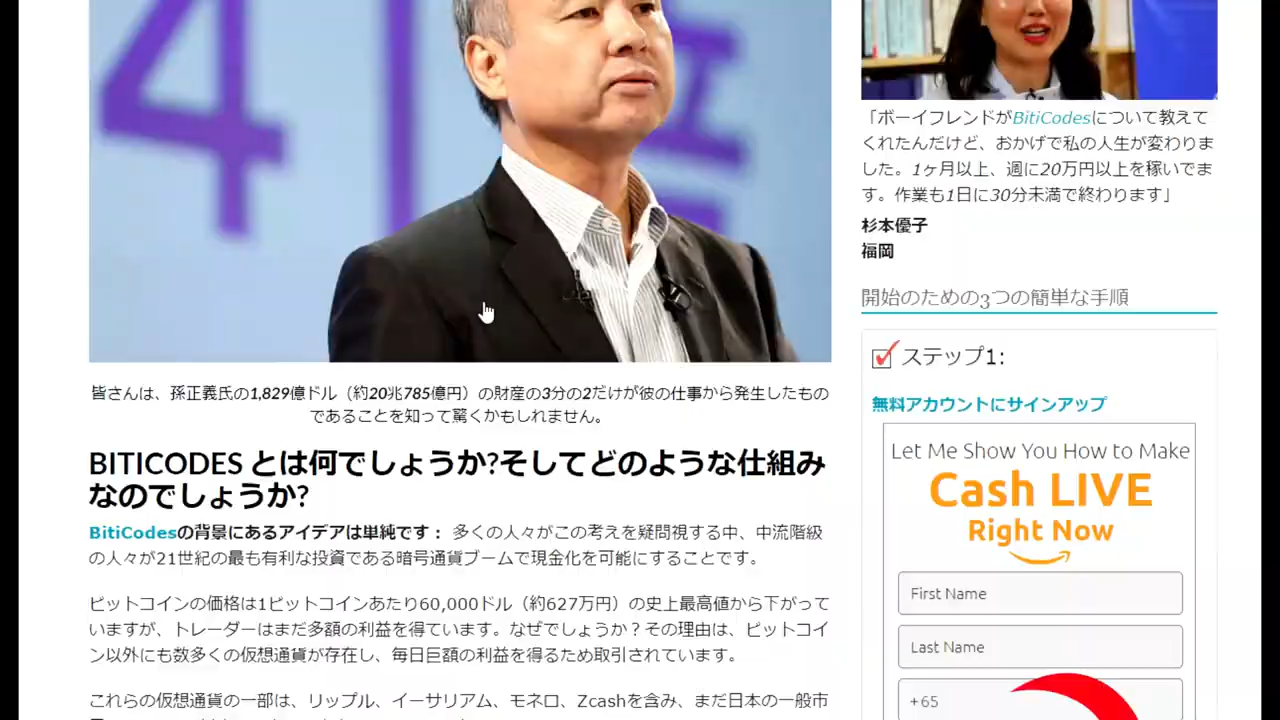 4
倍
皆さんは、孫正義氏の1,829億ドル（約20兆785億円）の財産の3分の2だけが彼の仕事から発生したもの
であることを知って驚くかもしれません。
BITICODES とは何でしょうか?そしてどのような仕組み
なのでしょうか?
BitiCodesの背景にあるアイデアは単純です： 多くの人々がこの考えを疑問視する中、中流階級
の人々が21世紀の最も有利な投資である暗号通貨ブームで現金化を可能にすることです。
ビットコインの価格は1ビットコインあたり60,000ドル（約627万円）の史上最高値から下がって
いますが、トレーダーはまだ多額の利益を得ています。なぜでしょうか？その理由は、ビットコイ
ン以外にも数多くの仮想通貨が存在し、毎日巨額の利益を得るため取引されています。
これらの仮想通貨の一部は、リップル、イーサリアム、モネロ、Zcashを含み、まだ日本の一般市
「ボーイフレンドがBitiCodesについて教えて
くれたんだけど、おかげで私の人生が変わりま
した。1ヶ月以上、週に20万円以上を稼いでま
す。作業も1日に30分未満で終わります」
杉本優子
福岡
開始のための3つの簡単な手順
ステップ1:
無料アカウントにサインアップ
Let Me Show You How to Make
Cash LIVE
Right Now
First Name
Last Name
+65